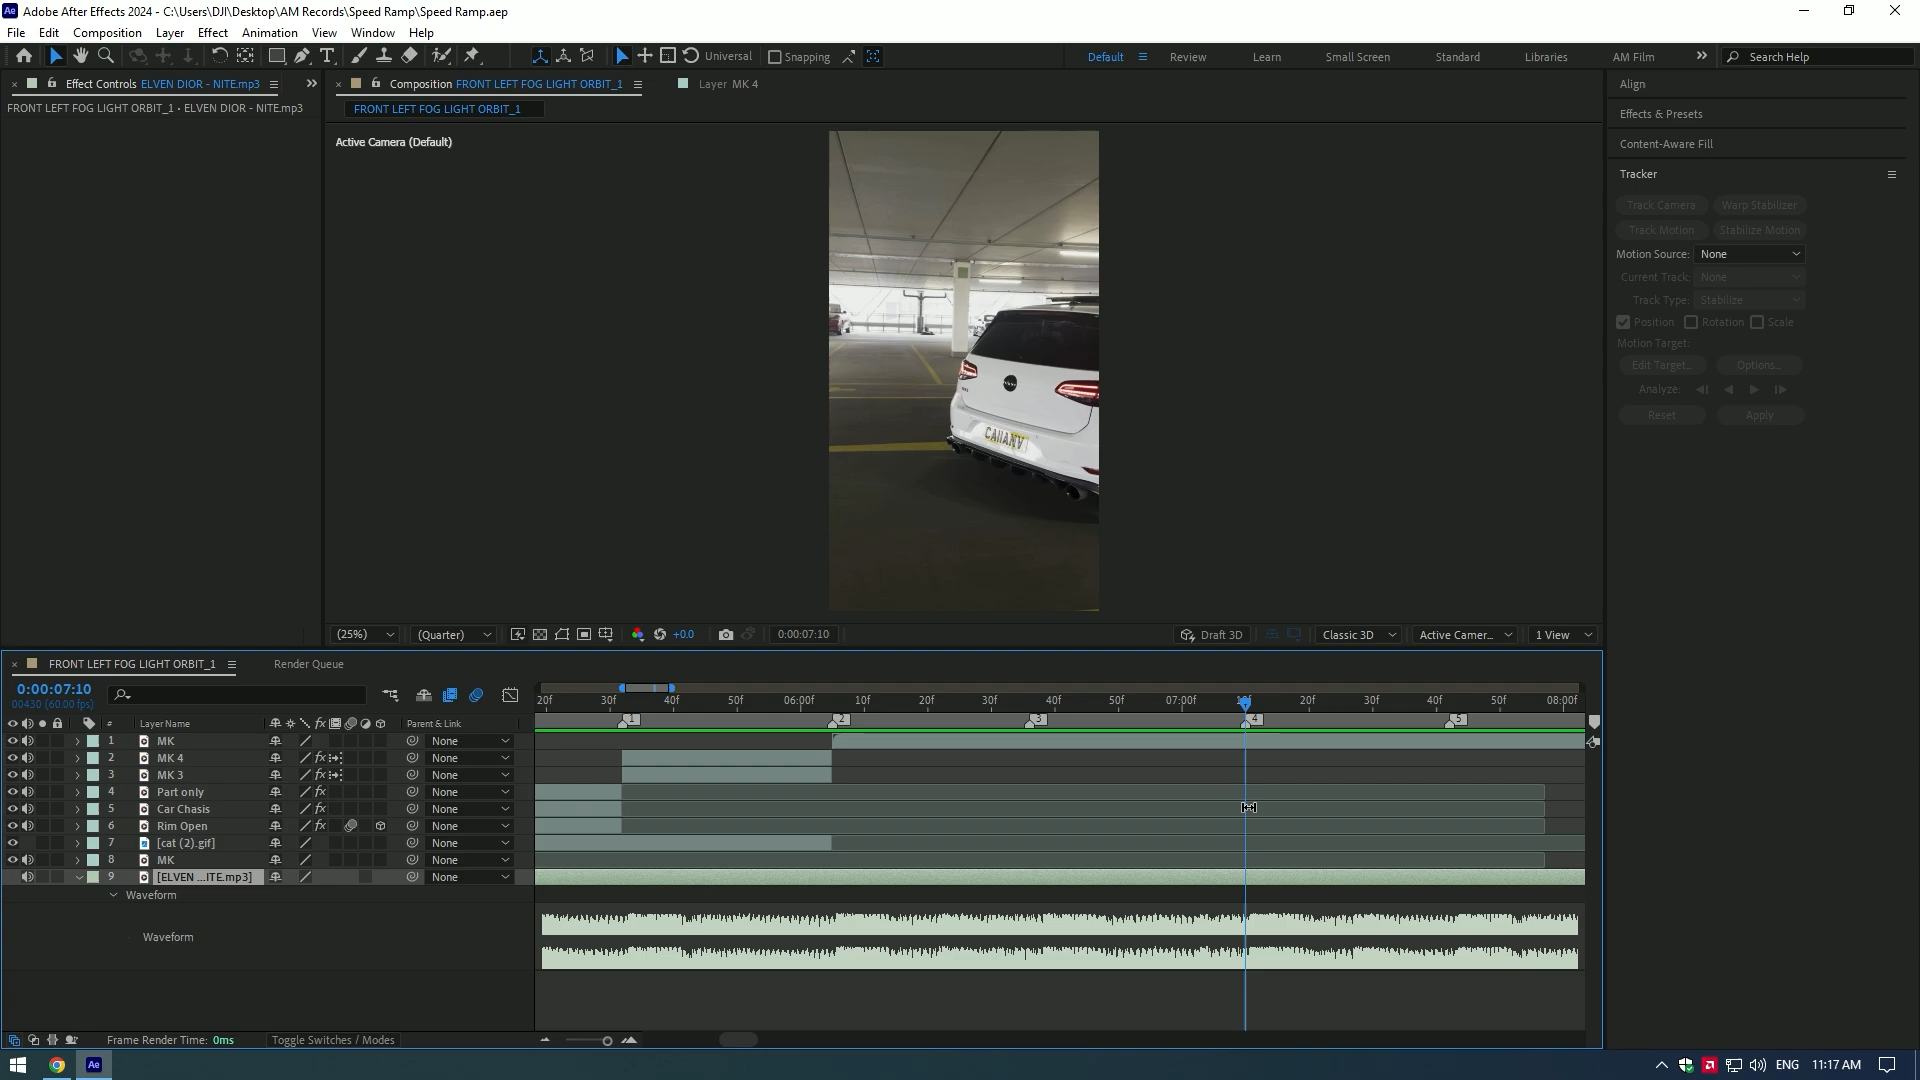 Adobe After Effects 2024 - C:\Users\DJI\Desktop\AM Records\Speed Ramp\Speed Ramp.aep
File Edit Composition Layer Effect Animation View Window Help
Universal Snapping Default Review Learn Small Screen Standard Libraries AM Film Search Help
Effect Controls ELVEN DIOR - NITE.mp3
Composition FRONT LEFT FOG LIGHT ORBIT_1
Layer MK 4
FRONT LEFT FOG LIGHT ORBIT_1 • ELVEN DIOR - NITE.mp3
FRONT LEFT FOG LIGHT ORBIT_1
Active Camera (Default)
Align
Effects & Presets
Content-Aware Fill
Tracker
Track Camera Warp Stabilizer
Track Motion Stabilize Motion
Motion Source: None
Current Track: None
Track Type: Stabilize
Position Rotation Scale
Motion Target:
Edit Target... Options...
Analyze:
Reset Apply
(25%) (Quarter) +0.0 0:00:07:10 Draft 3D Classic 3D Active Camer... 1 View
FRONT LEFT FOG LIGHT ORBIT_1 Render Queue
0:00:07:10
00430 (60.00 fps)
20f 30f 40f 50f 06:00f 10f 20f 30f 40f 50f 07:00f 20f 30f 40f 50f 08:00f
# Layer Name fx Parent & Link
1 2 3 4 5
1 MK None
2 MK 4 fx None
3 MK 3 fx None
4 Part only fx None
5 Car Chasis fx None
6 Rim Open fx None
7 [cat (2).gif] None
8 MK None
9 [ELVEN ...ITE.mp3] None
Waveform
Waveform
Frame Render Time: 0ms Toggle Switches / Modes
Ae ENG 11:17 AM